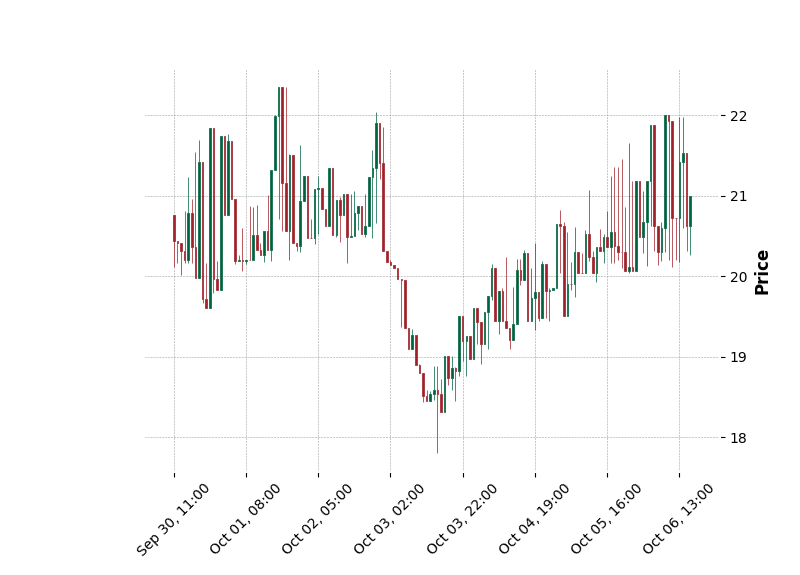 22
21
20
19
18
Price
Sep 30, 11:00
Oct 01, 08:00
Oct 02, 05:00
Oct 03, 02:00
Oct 03, 22:00
Oct 04, 19:00
Oct 05, 16:00
Oct 06, 13:00